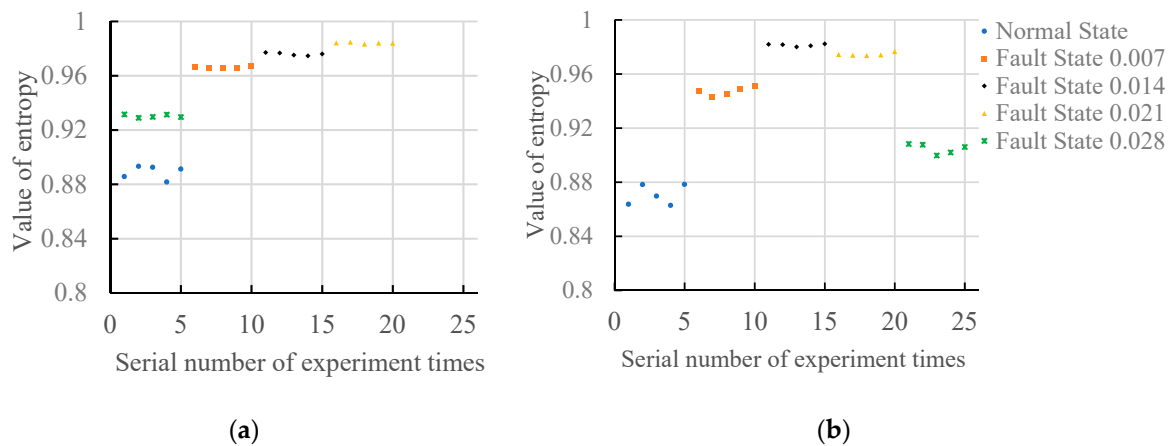 1
0.96
0.92
0.88
0.84
0.8
Value of entropy
0 5 10 15 20 25
Serial number of experiment times
(a)
1
0.96
0.92
0.88
0.84
0.8
Value of entropy
0 5 10 15 20 25
Serial number of experiment times
(b)
Normal State
Fault State 0.007
Fault State 0.014
Fault State 0.021
Fault State 0.028